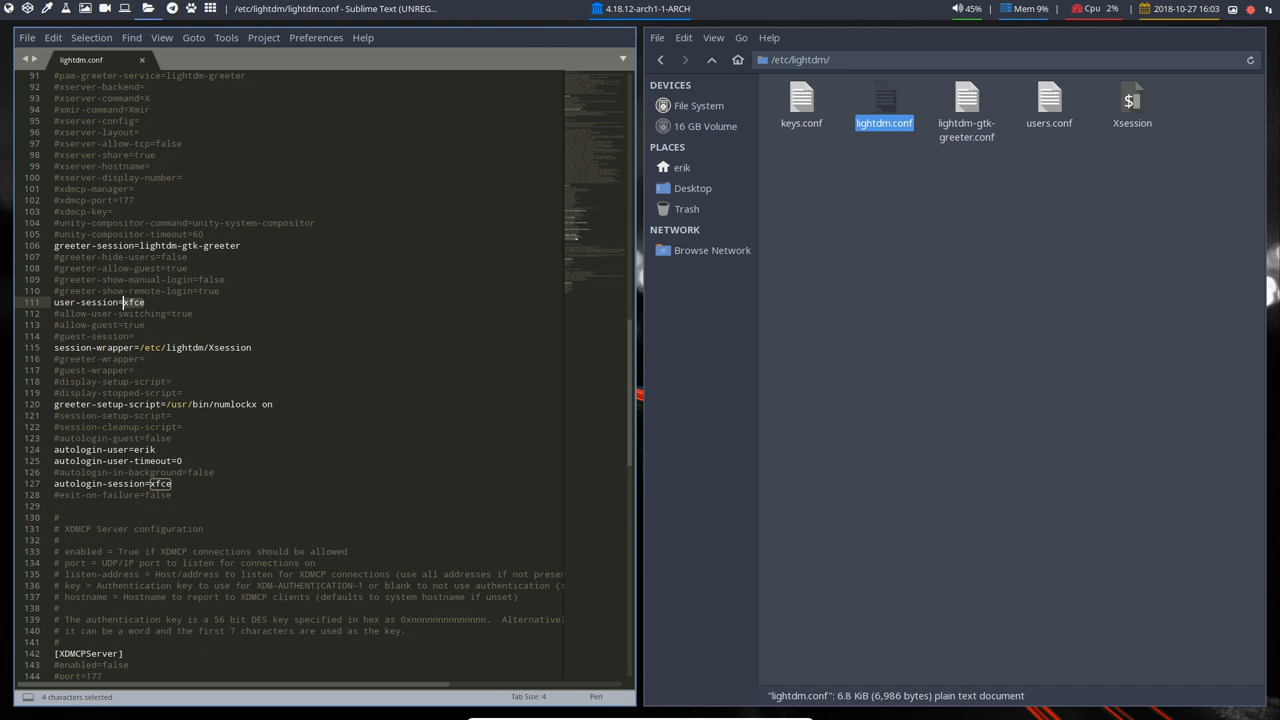 /etc/lightdm/lightdm.conf - Sublime Text (UNREG...
4.18.12-arch1-1-ARCH
45%
Mem 9%
Cpu 2%
2018-10-27 16:03
File Edit Selection Find View Goto Tools Project Preferences Help
lightdm.conf
91 #pam-greeter-service=lightdm-greeter
92 #xserver-backend=
93 #xserver-command=X
94 #xmir-command=Xmir
95 #xserver-config=
96 #xserver-layout=
97 #xserver-allow-tcp=false
98 #xserver-share=true
99 #xserver-hostname=
100 #xserver-display-number=
101 #xdmcp-manager=
102 #xdmcp-port=177
103 #xdmcp-key=
104 #unity-compositor-command=unity-system-compositor
105 #unity-compositor-timeout=60
106 greeter-session=lightdm-gtk-greeter
107 #greeter-hide-users=false
108 #greeter-allow-guest=true
109 #greeter-show-manual-login=false
110 #greeter-show-remote-login=true
111 user-session=xfce
112 #allow-user-switching=true
113 #allow-guest=true
114 #guest-session=
115 session-wrapper=/etc/lightdm/Xsession
116 #greeter-wrapper=
117 #guest-wrapper=
118 #display-setup-script=
119 #display-stopped-script=
120 greeter-setup-script=/usr/bin/numlockx on
121 #session-setup-script=
122 #session-cleanup-script=
123 #autologin-guest=false
124 autologin-user=erik
125 autologin-user-timeout=0
126 #autologin-in-background=false
127 autologin-session=xfce
128 #exit-on-failure=false
129
130 #
131 # XDMCP Server configuration
132 #
133 # enabled = True if XDMCP connections should be allowed
134 # port = UDP/IP port to listen for connections on
135 # listen-address = Host/address to listen for XDMCP connections (use all addresses if not presen
136 # key = Authentication key to use for XDM-AUTHENTICATION-1 or blank to not use authentication (
137 # hostname = Hostname to report to XDMCP clients (defaults to system hostname if unset)
138 #
139 # The authentication key is a 56 bit DES key specified in hex as 0xnnnnnnnnnnnnnn. Alternativel
140 # it can be a word and the first 7 characters are used as the key.
141 #
142 [XDMCPServer]
143 #enabled=false
144 #port=177
4 characters selected
Tab Size: 4
Perl
File Edit View Go Help
/etc/lightdm/
DEVICES
File System
16 GB Volume
PLACES
erik
Desktop
Trash
NETWORK
Browse Network
keys.conf
lightdm.conf
lightdm-gtk-
greeter.conf
users.conf
$
Xsession
"lightdm.conf": 6.8 KiB (6,986 bytes) plain text document